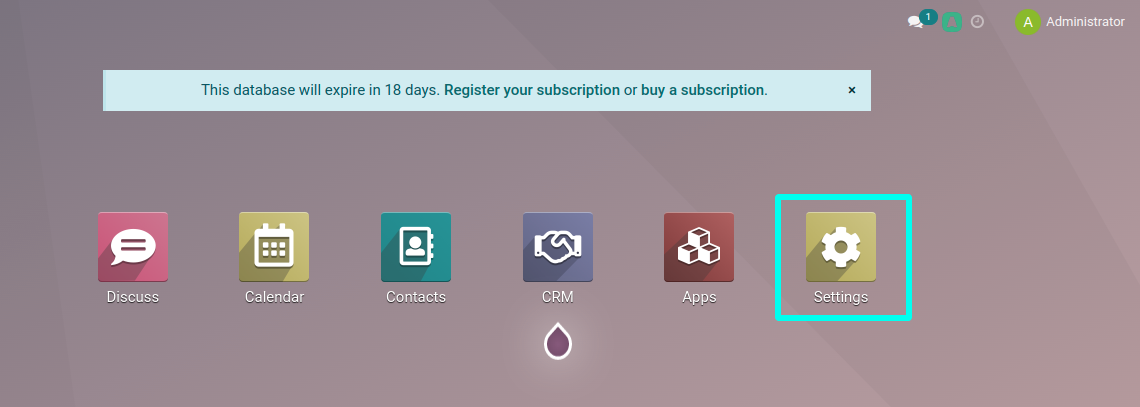 1
A
A Administrator
This database will expire in 18 days. Register your subscription or buy a subscription. ×
Discuss Calendar Contacts CRM Apps Settings